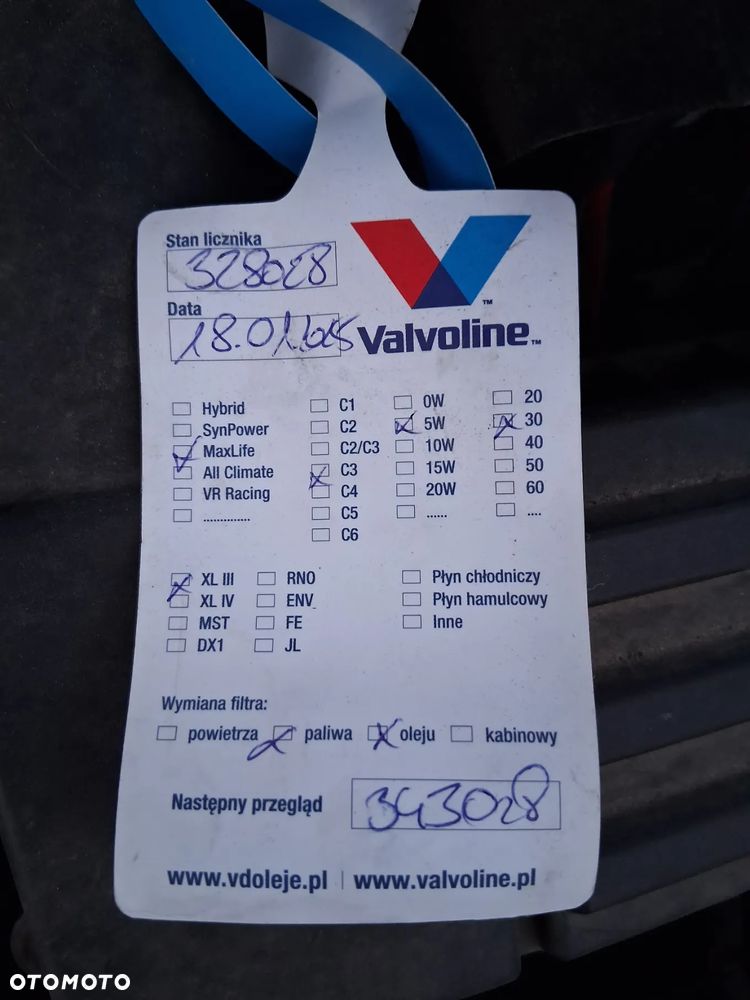 Stan licznika
328028
Data
18.01.
Valvoline™
Hybrid
SynPower
MaxLife
All Climate
VR Racing
..............
C1
C2
C2/C3
C3
C4
C5
C6
0W
5W
10W
15W
20W
......
20
30
40
50
60
....
XL III
XL IV
MST
DX1
RNO
ENV
FE
JL
Płyn chłodniczy
Płyn hamulcowy
Inne
Wymiana filtra:
powietrza paliwa oleju kabinowy
Następny przegląd
343028
www.vdoleje.pl | www.valvoline.pl
OTOMOTO